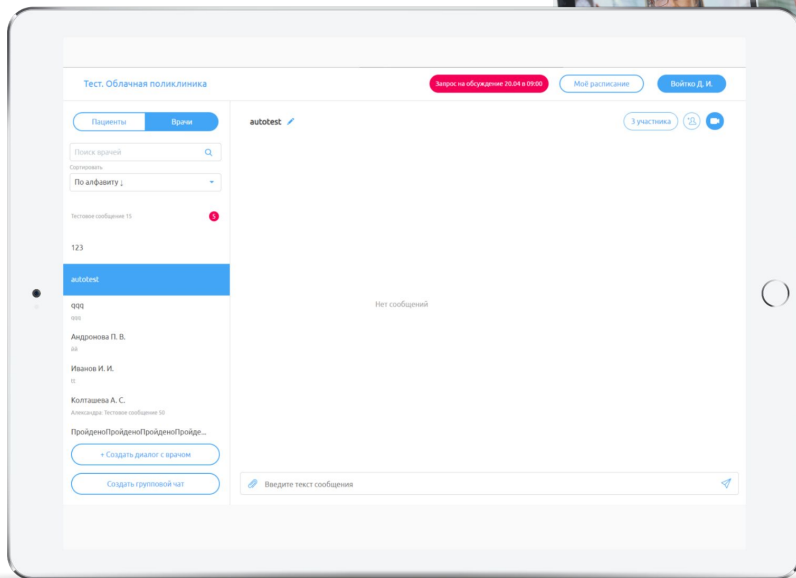 Тест. Облачная поликлиника
Запрос на обсуждение 20.04 в 09:00
Моё расписание
Войтко Д. И.
Пациенты
Врачи
Поиск врачей
Сортировать
По алфавиту ↓
Тестовое сообщение 15
5
123
autotest
qqq
qqq
Андронова П. В.
Иванов И. И.
tt
Колташева А. С.
Александра: Тестовое сообщение 50
ПройденоПройденоПройденоПройде...
+ Создать диалог с врачом
Создать групповой чат
autotest
3 участника
Нет сообщений
Введите текст сообщения